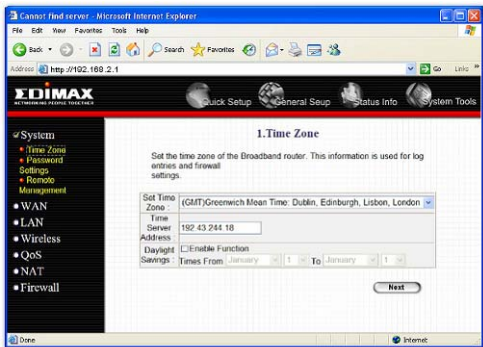 Cannot find server - Microsoft Internet Explorer
File Edit View Favorites Tools Help
Back Search Favorites
Address http://192.168.2.1 Go Links
EDIMAX
NETWORKING PEOPLE TOGETHER
Quick Setup General Seup Status Info System Tools
System
Time Zone
Password
Settings
Remote
Management
WAN
LAN
Wireless
QoS
NAT
Firewall
1.Time Zone
Set the time zone of the Broadband router. This information is used for log
entries and firewall
settings.
Set Time
Zone :
(GMT)Greenwich Mean Time: Dublin, Edinburgh, Lisbon, London
Time
Server
Address :
192.43.244.18
Daylight
Savings :
Enable Function
Times From January 1 To January 1
Next
Done Internet